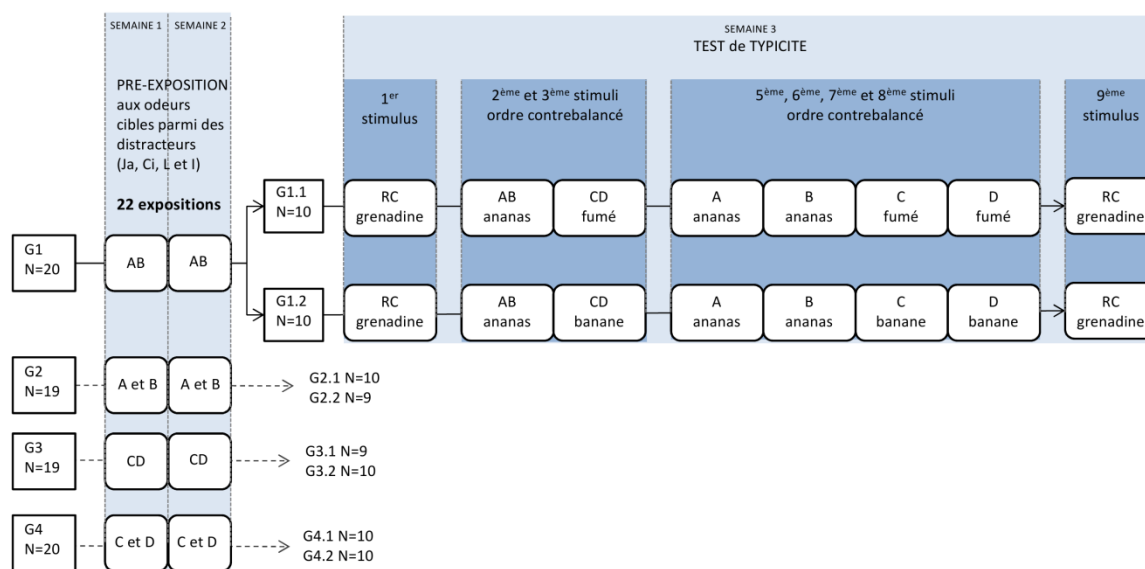 SEMAINE 1
SEMAINE 2
SEMAINE 3
TEST de TYPICITE
PRE-EXPOSITION
aux odeurs
cibles parmi des
distracteurs
(Ja, Ci, L et I)
22 expositions
1er
stimulus
2ème et 3ème stimuli
ordre contrebalancé
5ème, 6ème, 7ème et 8ème stimuli
ordre contrebalancé
9ème
stimulus
G1
N=20
AB
AB
G1.1
N=10
RC
grenadine
AB
ananas
CD
fumé
A
ananas
B
ananas
C
fumé
D
fumé
RC
grenadine
G1.2
N=10
RC
grenadine
AB
ananas
CD
banane
A
ananas
B
ananas
C
banane
D
banane
RC
grenadine
G2
N=19
A et B
A et B
G2.1 N=10
G2.2 N=9
G3
N=19
CD
CD
G3.1 N=9
G3.2 N=10
G4
N=20
C et D
C et D
G4.1 N=10
G4.2 N=10